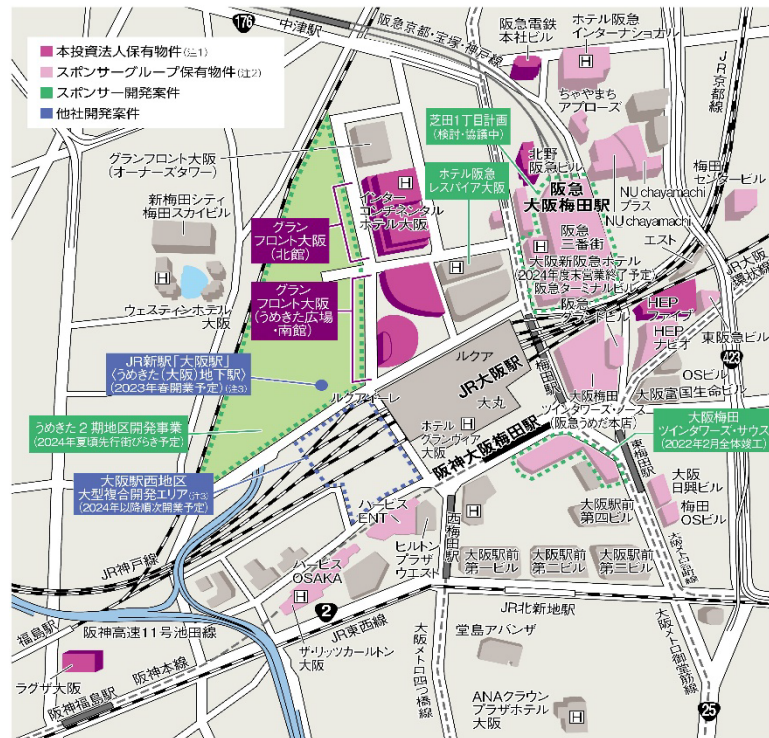 本投資法人保有物件(注1)
スポンサーグループ保有物件(注2)
スポンサー開発案件
他社開発案件
176
中津駅
阪急京都・宝塚・神戸線
阪急電鉄
本社ビル
ホテル阪急
インターナショナル
H
ちゃやまち
アプローズ
JR京都線
芝田1丁目計画
(検討・協議中)
グランフロント大阪
(オーナーズタワー)
ホテル阪急
レスパイア大阪
北野
阪急ビル
阪急
大阪梅田駅
NU chayamachi
プラス
NU chayamachi
梅田
センタービル
新梅田シティ
梅田スカイビル
H
インター
コンチネンタル
ホテル大阪
グラン
フロント大阪
(北館)
阪急
三番街
エスト
H
ウェスティンホテル
大阪
グラン
フロント大阪
(うめきた広場
・南館)
H
H
大阪新阪急ホテル
(2024年度末営業終了予定)
阪急ターミナルビル
JR大阪
環状線
阪急
グランドビル
HEP
ファイブ
HEP
ナビオ
東阪急ビル
423
JR新駅「大阪駅」
〈うめきた(大阪)地下駅〉
(2023年春開業予定)(注3)
ルクア
JR大阪駅
梅田駅
OSビル
大阪富国生命ビル
ルクアイーレ
大丸
大阪梅田
ツインタワーズ・ノース
(阪急うめだ本店)
うめきた2期地区開発事業
(2024年夏頃先行街びらき予定)
ホテル
グランヴィア
大阪
H
阪神大阪梅田駅
東梅田駅
大阪梅田
ツインタワーズ・サウス
(2022年2月全体竣工)
大阪駅西地区
大型複合開発エリア(注3)
(2024年以降順次開業予定)
大阪
日興ビル
梅田
OSビル
ハービス
ENT
西梅田駅
H
大阪駅前
第四ビル
ヒルトン
プラザ
ウエスト
大阪駅前
第一ビル
大阪駅前
第二ビル
大阪駅前
第三ビル
大阪メトロ谷町線
JR神戸線
ハービス
OSAKA
H
2
JR北新地駅
福島駅
阪神高速11号池田線
JR東西線
ザ・リッツカールトン
大阪
堂島アバンザ
大阪メトロ四つ橋線
大阪メトロ御堂筋線
ラグザ大阪
阪神本線
阪神福島駅
ANAクラウン
プラザホテル
大阪
H
25